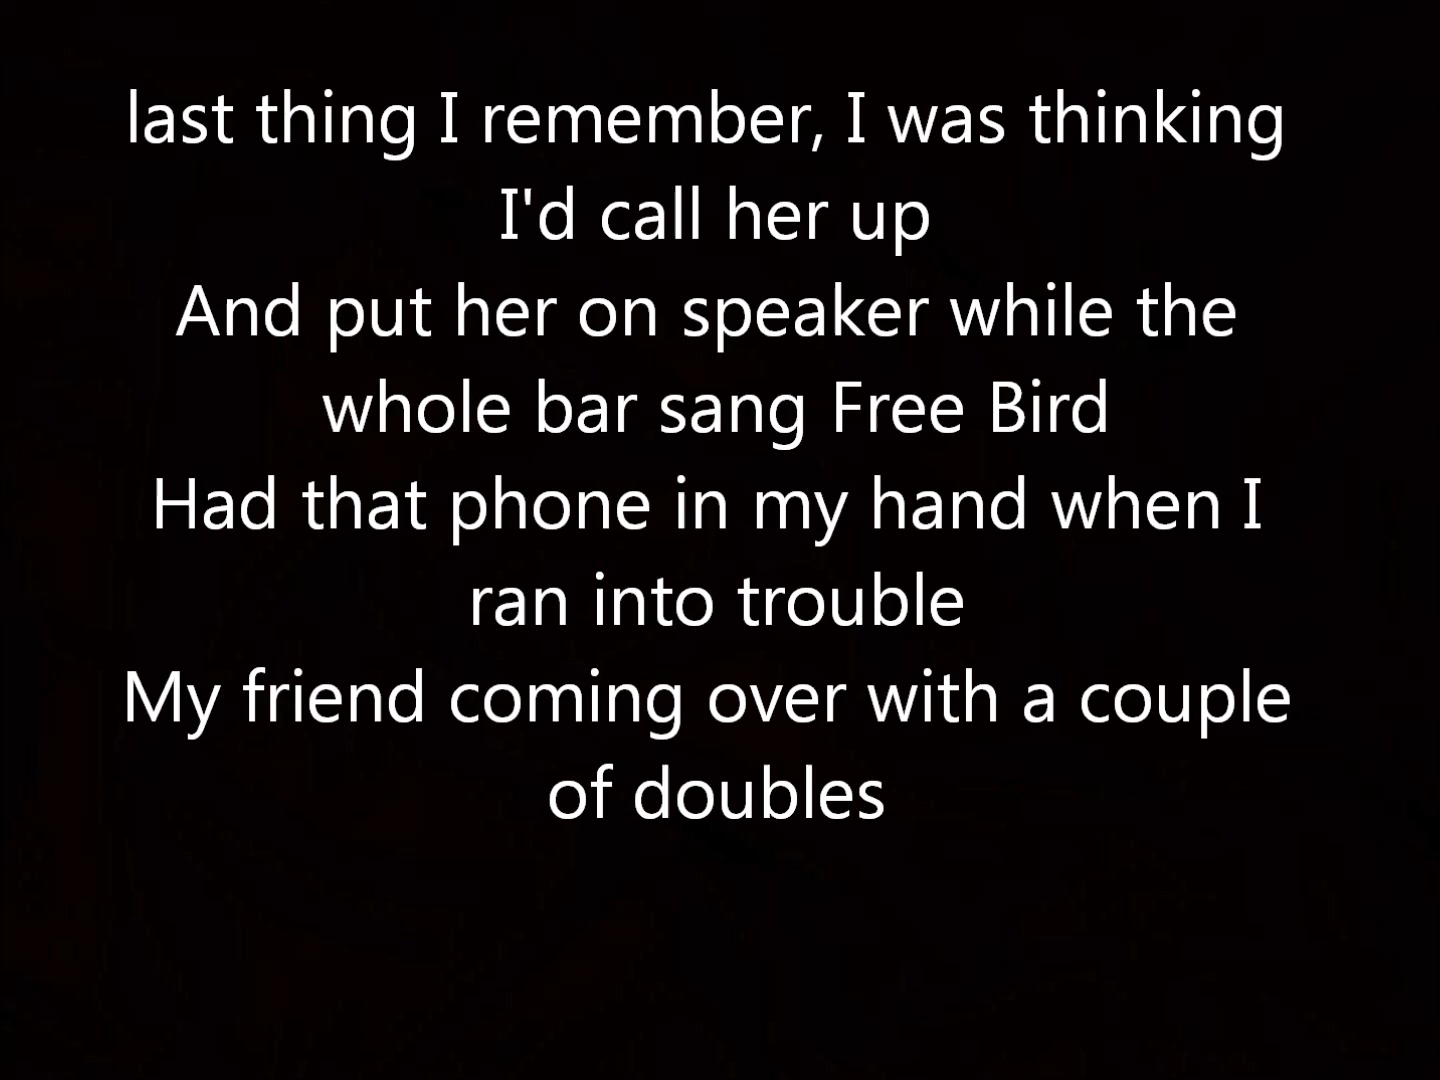 last thing I remember, I was thinking
I'd call her up
And put her on speaker while the
whole bar sang Free Bird
Had that phone in my hand when I
ran into trouble
My friend coming over with a couple
of doubles